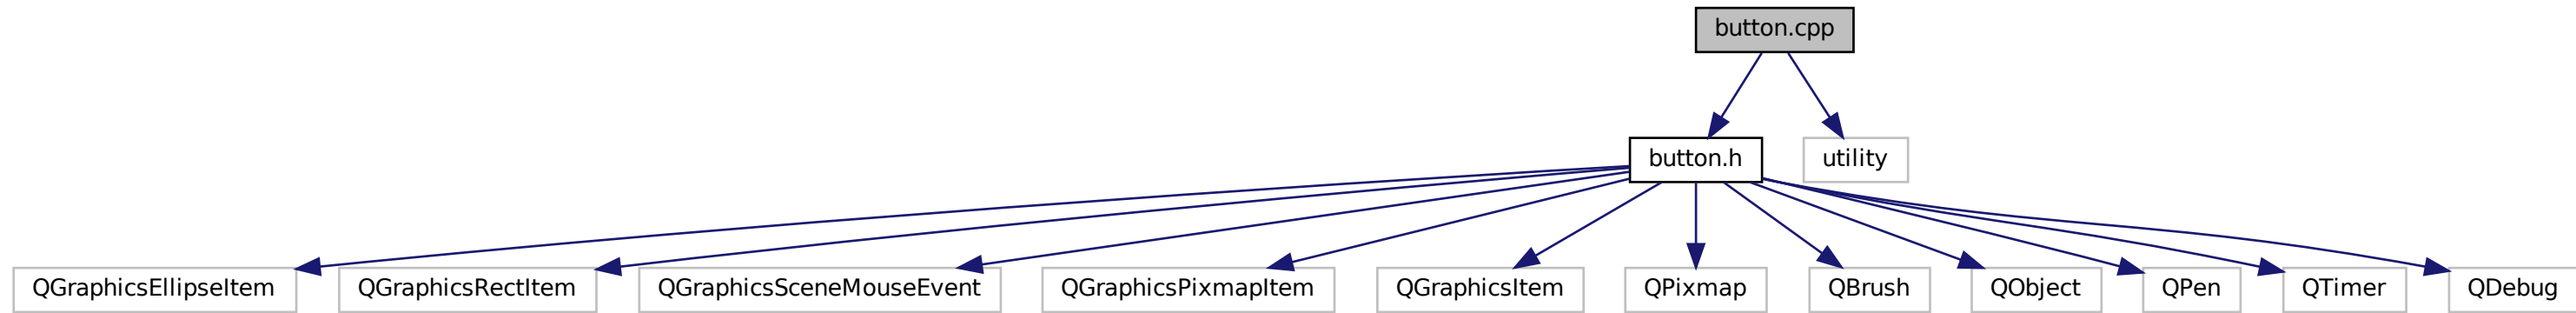 button.cpp
button.h
utility
QGraphicsEllipseItem
QGraphicsRectItem
QGraphicsSceneMouseEvent
QGraphicsPixmapItem
QGraphicsItem
QPixmap
QBrush
QObject
QPen
QTimer
QDebug